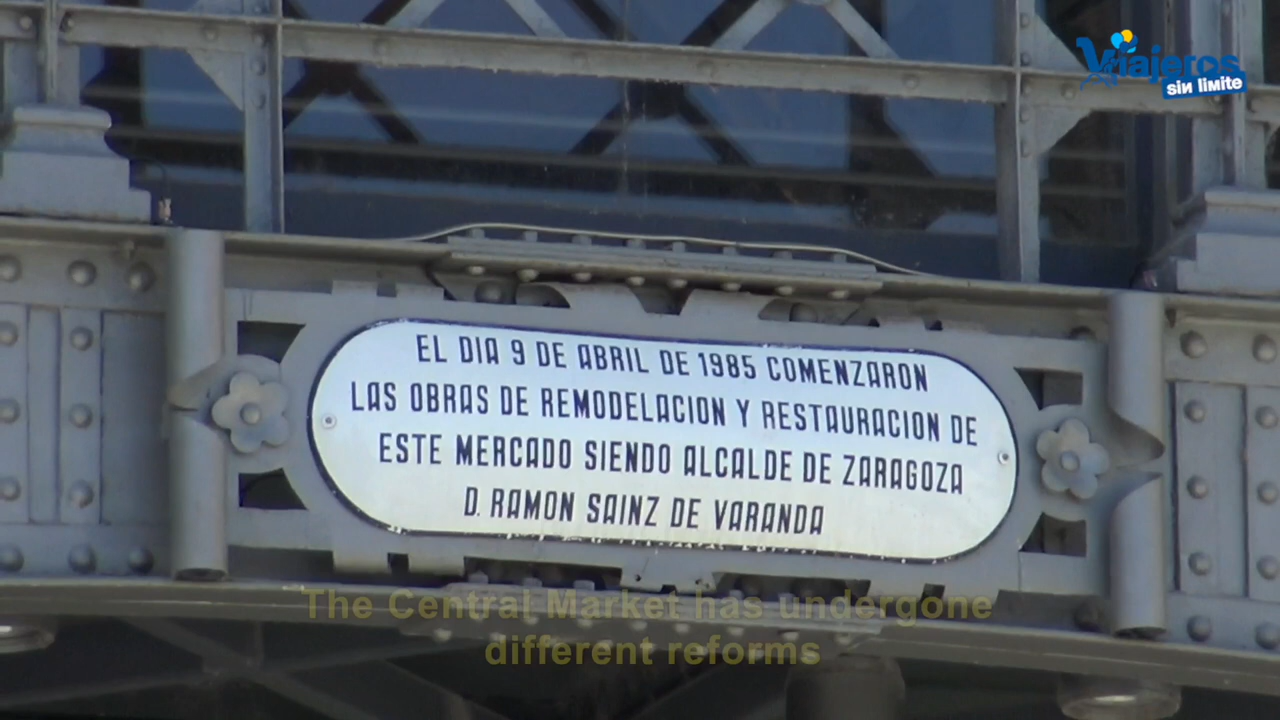 Viajeros
sin limite
EL DIA 9 DE ABRIL DE 1985 COMENZARON
LAS OBRAS DE REMODELACION Y RESTAURACION DE
ESTE MERCADO SIENDO ALCALDE DE ZARAGOZA
D. RAMON SAINZ DE VARANDA
The Central Market has undergone
different reforms